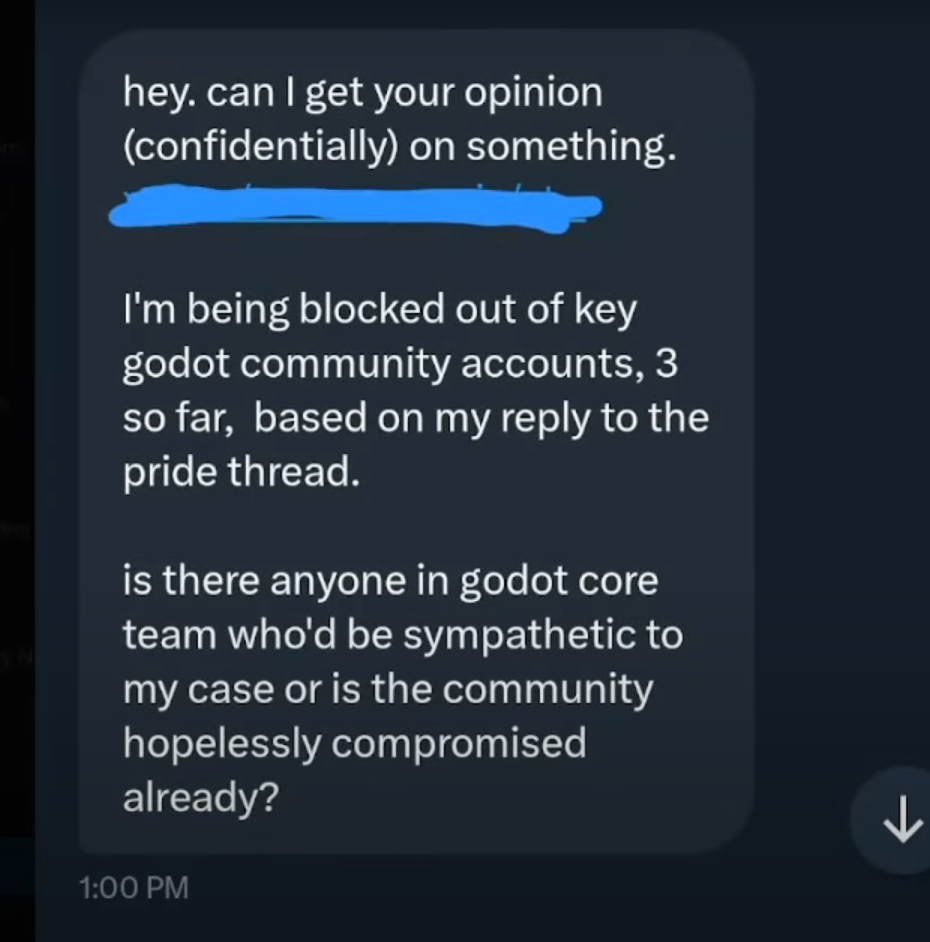 hey. can I get your opinion
(confidentially) on something.
I'm being blocked out of key
godot community accounts, 3
so far,  based on my reply to the
pride thread.
is there anyone in godot core
team who'd be sympathetic to
my case or is the community
hopelessly compromised
already?
1:00 PM